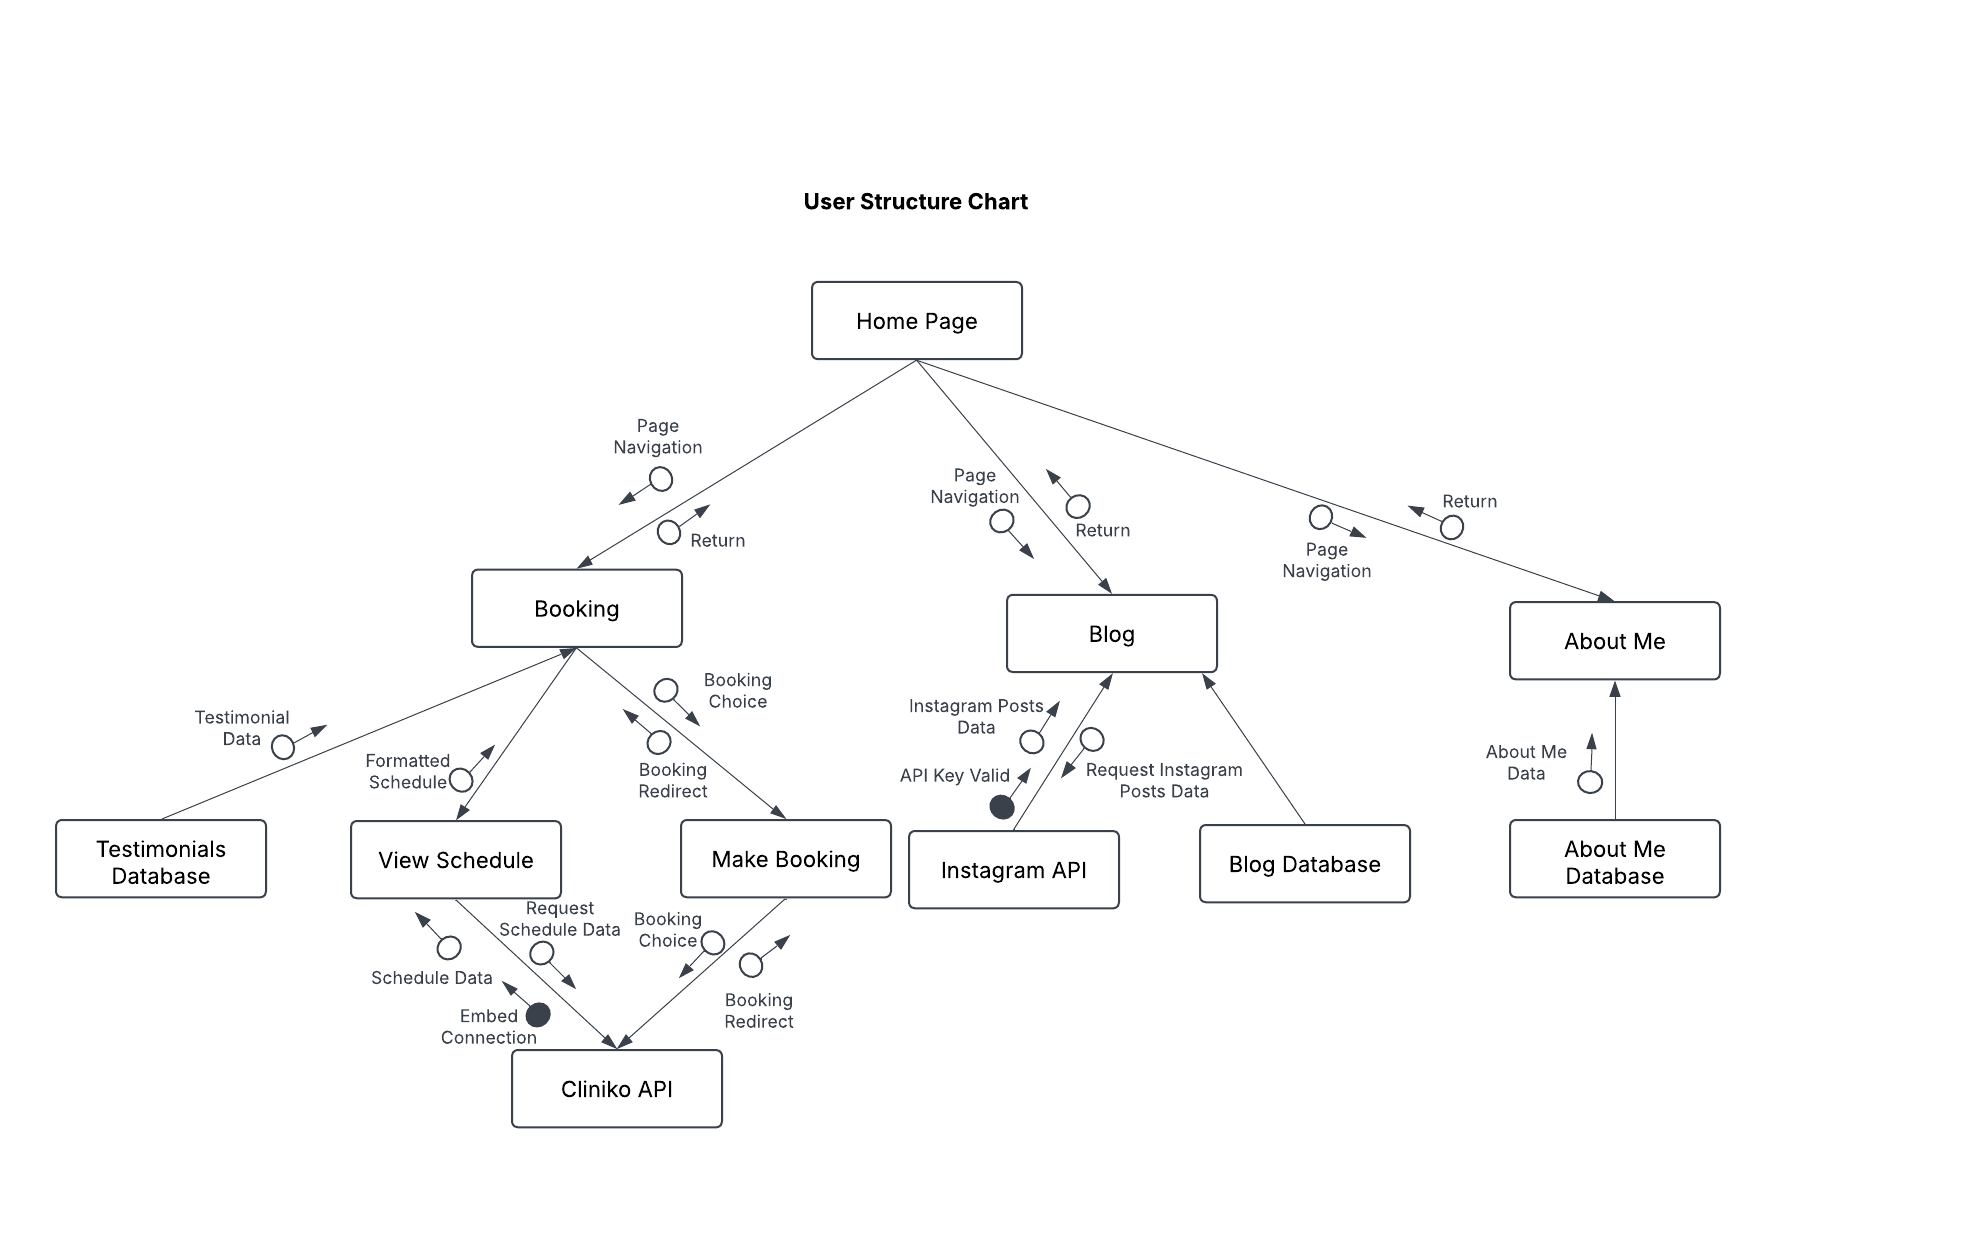 User Structure Chart
Home Page
Page
Navigation
Return
Page
Navigation
Return
Page
Navigation
Return
Booking
Blog
About Me
Testimonial
Data
Formatted
Schedule
Booking
Choice
Booking
Redirect
Instagram Posts
Data
API Key Valid
Request Instagram
Posts Data
About Me
Data
Testimonials
Database
View Schedule
Make Booking
Instagram API
Blog Database
About Me
Database
Request
Schedule Data
Schedule Data
Embed
Connection
Booking
Choice
Booking
Redirect
Cliniko API